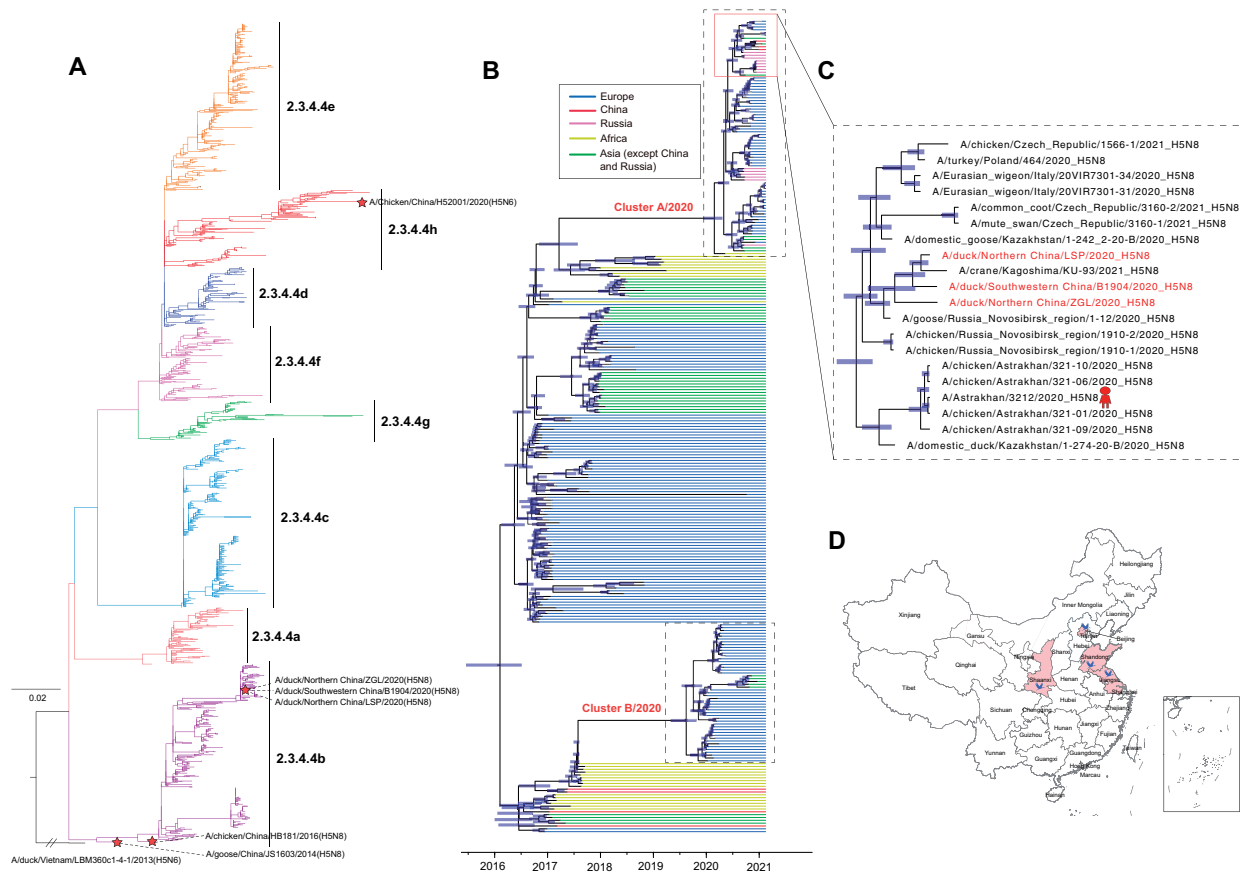 A
2.3.4.4e
A/Chicken/China/H52001/2020(H5N6)
2.3.4.4h
2.3.4.4d
2.3.4.4f
2.3.4.4g
2.3.4.4c
2.3.4.4a
0.02
A/duck/Northern China/ZGL/2020(H5N8)
A/duck/Southwestern China/B1904/2020(H5N8)
A/duck/Northern China/LSP/2020(H5N8)
2.3.4.4b
A/chicken/China/HB181/2016(H5N8)
A/goose/China/JS1603/2014(H5N8)
A/duck/Vietnam/LBM360c1-4-1/2013(H5N6)
B
Europe
China
Russia
Africa
Asia (except China
and Russia)
Cluster A/2020
Cluster B/2020
2016
2017
2018
2019
2020
2021
C
A/chicken/Czech_Republic/1566-1/2021_H5N8
A/turkey/Poland/464/2020_H5N8
A/Eurasian_wigeon/Italy/20VIR7301-34/2020_H5N8
A/Eurasian_wigeon/Italy/20VIR7301-31/2020_H5N8
A/common_coot/Czech_Republic/3160-2/2021_H5N8
A/mute_swan/Czech_Republic/3160-1/2021_H5N8
A/domestic_goose/Kazakhstan/1-242_2-20-B/2020_H5N8
A/duck/Northern China/LSP/2020_H5N8
A/crane/Kagoshima/KU-93/2021_H5N8
A/duck/Southwestern China/B1904/2020_H5N8
A/duck/Northern China/ZGL/2020_H5N8
A/goose/Russia_Novosibirsk_region/1-12/2020_H5N8
A/chicken/Russia_Novosibirsk_region/1910-2/2020_H5N8
A/chicken/Russia_Novosibirsk_region/1910-1/2020_H5N8
A/chicken/Astrakhan/321-10/2020_H5N8
A/chicken/Astrakhan/321-06/2020_H5N8
A/Astrakhan/3212/2020_H5N8
A/chicken/Astrakhan/321-01/2020_H5N8
A/chicken/Astrakhan/321-09/2020_H5N8
A/domestic_duck/Kazakhstan/1-274-20-B/2020_H5N8
D
Heilongjiang
Jilin
Inner Mongolia
Liaoning
Xinjiang
Gansu
Beijing
Hebei
Ningxia
Shanxi
Shandong
Qinghai
Shaanxi
Henan
Jiangsu
Tibet
Anhui
Shanghai
Hubei
Sichuan
Chongqing
Zhejiang
Hunan
Jiangxi
Guizhou
Fujian
Yunnan
Taiwan
Guangxi
Guangdong
Hong Kong
Marcau
Hainan